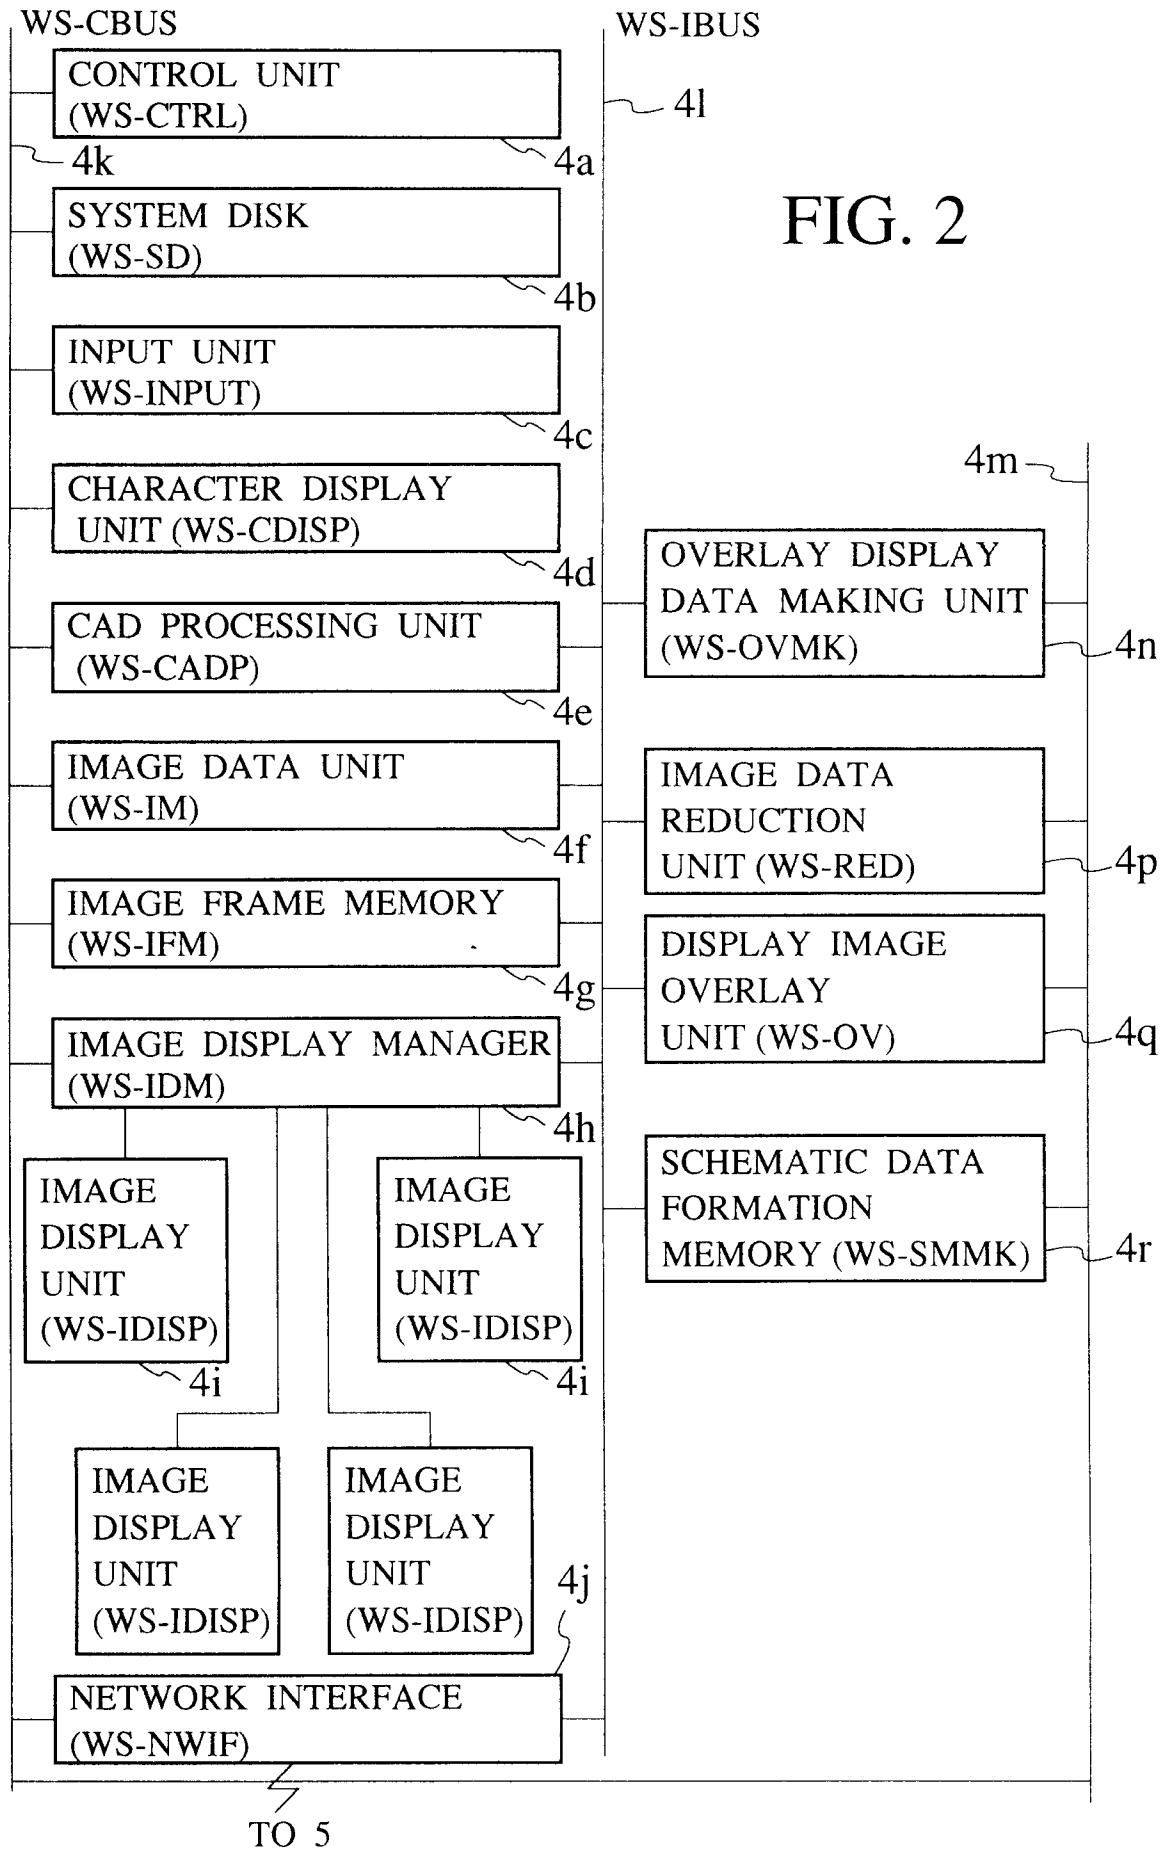 WS-CBUS
CONTROL UNIT
(WS-CTRL)
4a
4k
SYSTEM DISK
(WS-SD)
4b
INPUT UNIT
(WS-INPUT)
4c
CHARACTER DISPLAY
UNIT (WS-CDISP)
4d
CAD PROCESSING UNIT
(WS-CADP)
4e
IMAGE DATA UNIT
(WS-IM)
4f
IMAGE FRAME MEMORY
(WS-IFM)
4g
IMAGE DISPLAY MANAGER
(WS-IDM)
4h
IMAGE
DISPLAY
UNIT
(WS-IDISP)
4i
IMAGE
DISPLAY
UNIT
(WS-IDISP)
4i
IMAGE
DISPLAY
UNIT
(WS-IDISP)
IMAGE
DISPLAY
UNIT
(WS-IDISP)
4j
NETWORK INTERFACE
(WS-NWIF)
TO 5
WS-IBUS
4l
FIG. 2
4m
OVERLAY DISPLAY
DATA MAKING UNIT
(WS-OVMK)
4n
IMAGE DATA
REDUCTION
UNIT (WS-RED)
4p
DISPLAY IMAGE
OVERLAY
UNIT (WS-OV)
4q
SCHEMATIC DATA
FORMATION
MEMORY (WS-SMMK)
4r